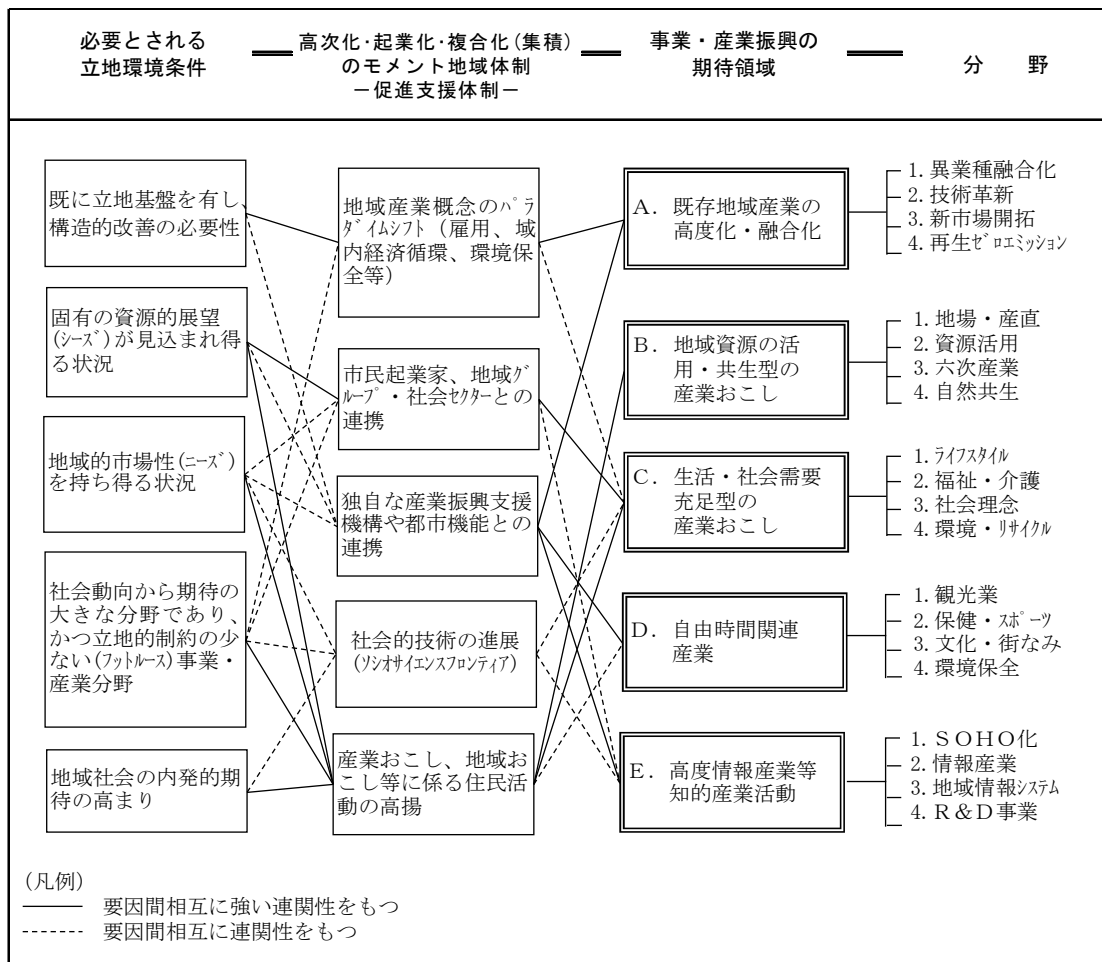 必要とされる
立地環境条件
高次化・起業化・複合化(集積)
のモメント地域体制
－促進支援体制－
事業・産業振興の
期待領域
分　野
既に立地基盤を有し、
構造的改善の必要性
固有の資源的展望
(ｼｰｽﾞ)が見込まれ得
る状況
地域的市場性(ﾆｰｽﾞ)
を持ち得る状況
社会動向から期待の
大きな分野であり、
かつ立地的制約の少
ない(ﾌｯﾄﾙｰｽ)事業・
産業分野
地域社会の内発的期
待の高まり
地域産業概念のﾊﾟﾗ
ﾀﾞｲﾑｼﾌﾄ（雇用、域
内経済循環、環境保
全等）
市民起業家、地域ｸﾞ
ﾙｰﾌﾟ・社会ｾｸﾀｰとの
連携
独自な産業振興支援
機構や都市機能との
連携
社会的技術の進展
(ｿｼｵｻｲｴﾝｽﾌﾛﾝﾃｨｱ)
産業おこし、地域お
こし等に係る住民活
動の高揚
A．既存地域産業の
高度化・融合化
B．地域資源の活
用・共生型の
産業おこし
C．生活・社会需要
充足型の
産業おこし
D．自由時間関連
産業
E．高度情報産業等
知的産業活動
1. 異業種融合化
2. 技術革新
3. 新市場開拓
4. 再生ｾﾞﾛｴﾐｯｼｮﾝ
1. 地場・産直
2. 資源活用
3. 六次産業
4. 自然共生
1. ﾗｲﾌｽﾀｲﾙ
2. 福祉・介護
3. 社会理念
4. 環境・ﾘｻｲｸﾙ
1. 観光業
2. 保健・ｽﾎﾟｰﾂ
3. 文化・街なみ
4. 環境保全
1. ＳＯＨＯ化
2. 情報産業
3. 地域情報ｼｽﾃﾑ
4. Ｒ＆Ｄ事業
(凡例)
要因間相互に強い連関性をもつ
要因間相互に連関性をもつ